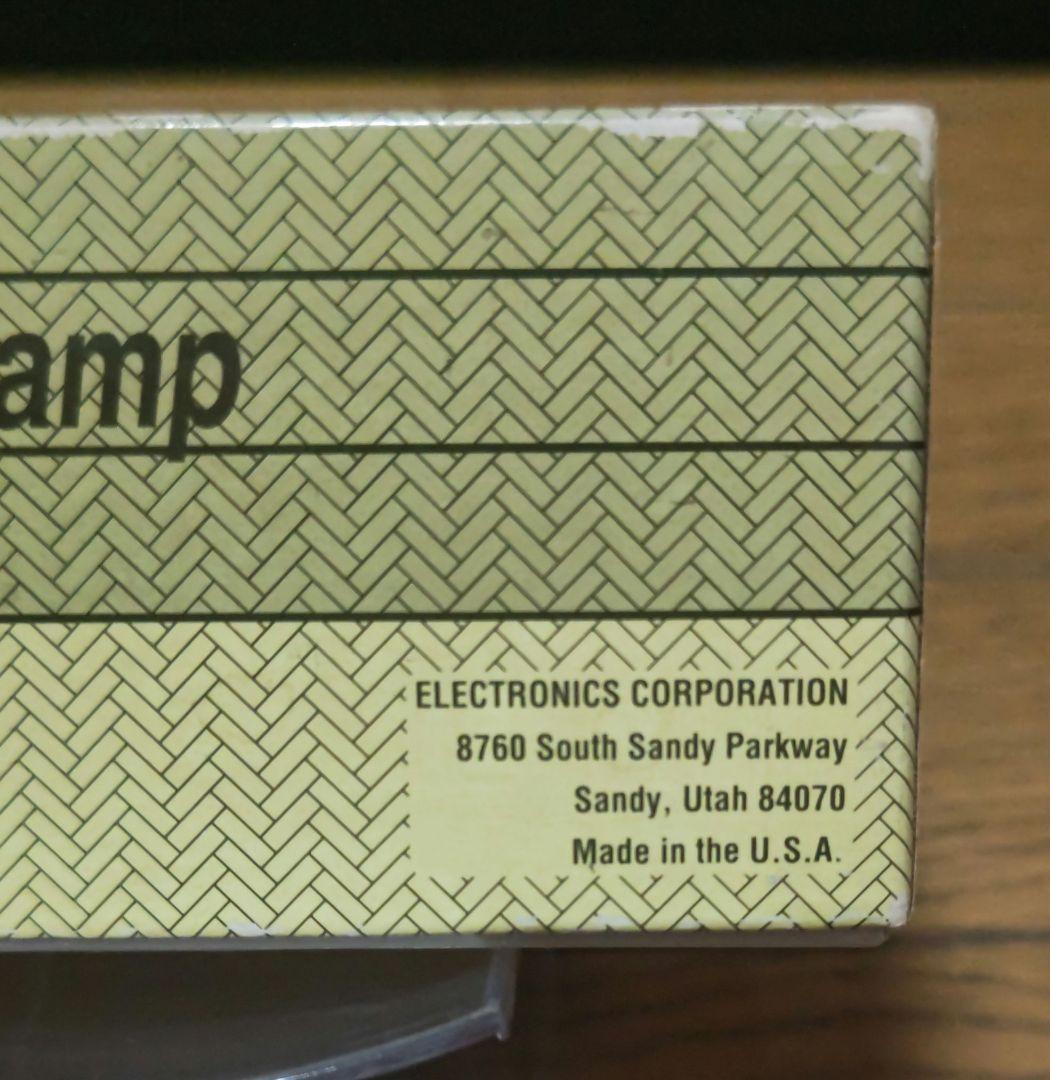 amp
ELECTRONICS CORPORATION
8760 South Sandy Parkway
Sandy, Utah 84070
Made in the U.S.A.